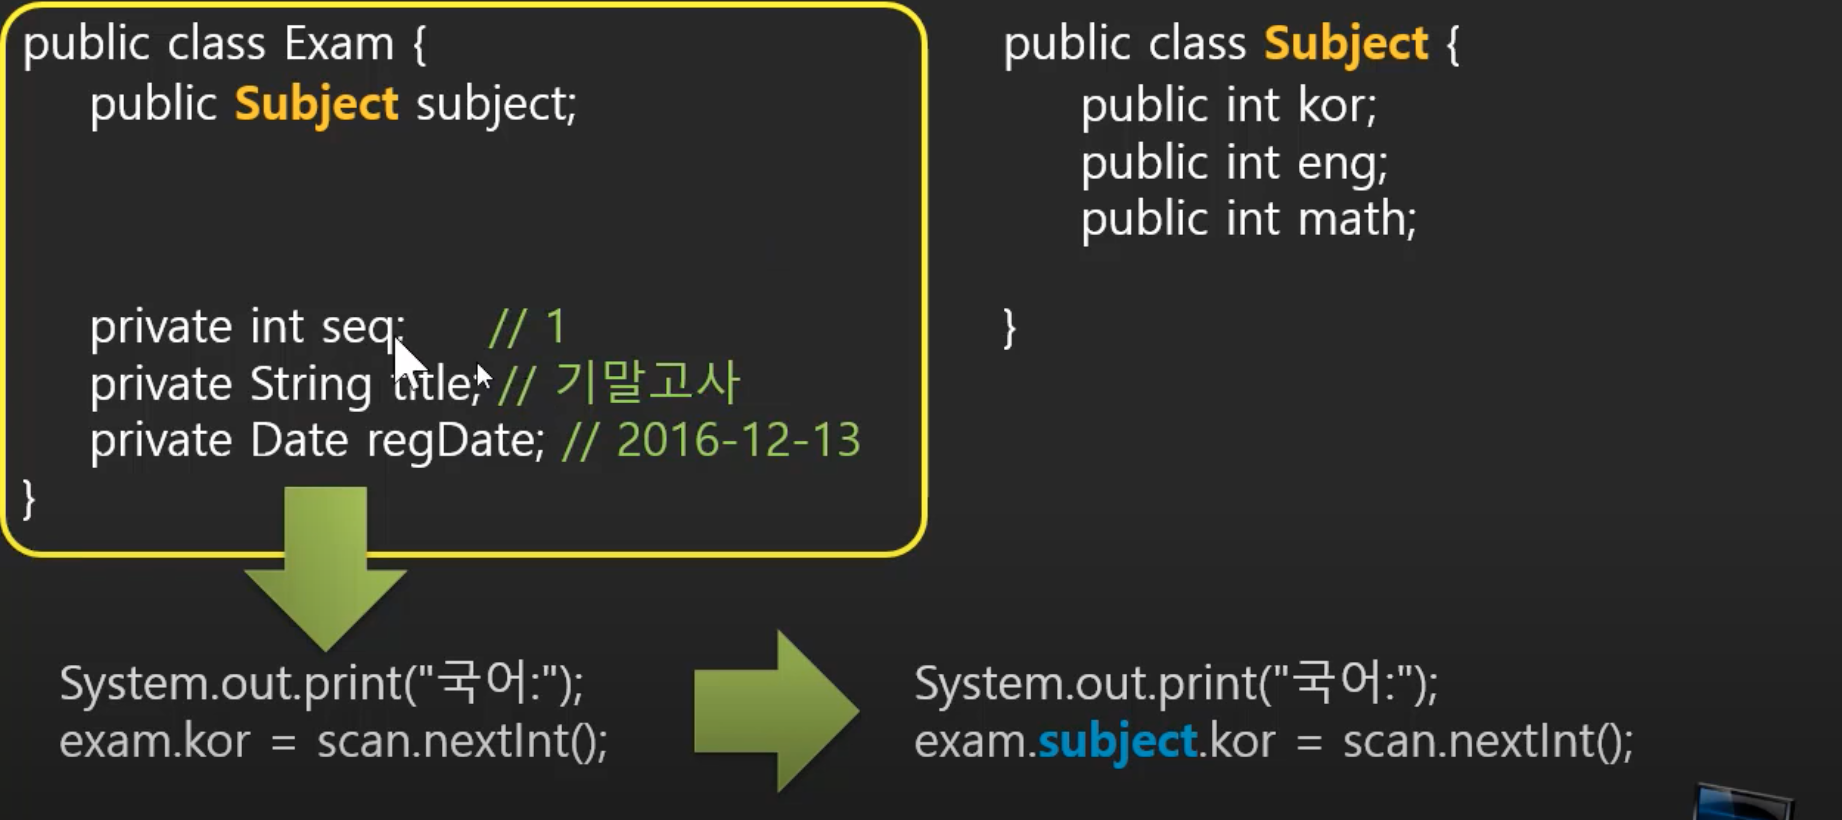 public class Exam {
public Subject subject;
private int seq; // 1
private String title; // 기말고사
private Date regDate; // 2016-12-13
}
public class Subject {
public int kor;
public int eng;
public int math;
}
System.out.print("국어:");
exam.kor = scan.nextInt();
System.out.print("국어:");
exam.subject.kor = scan.nextInt();